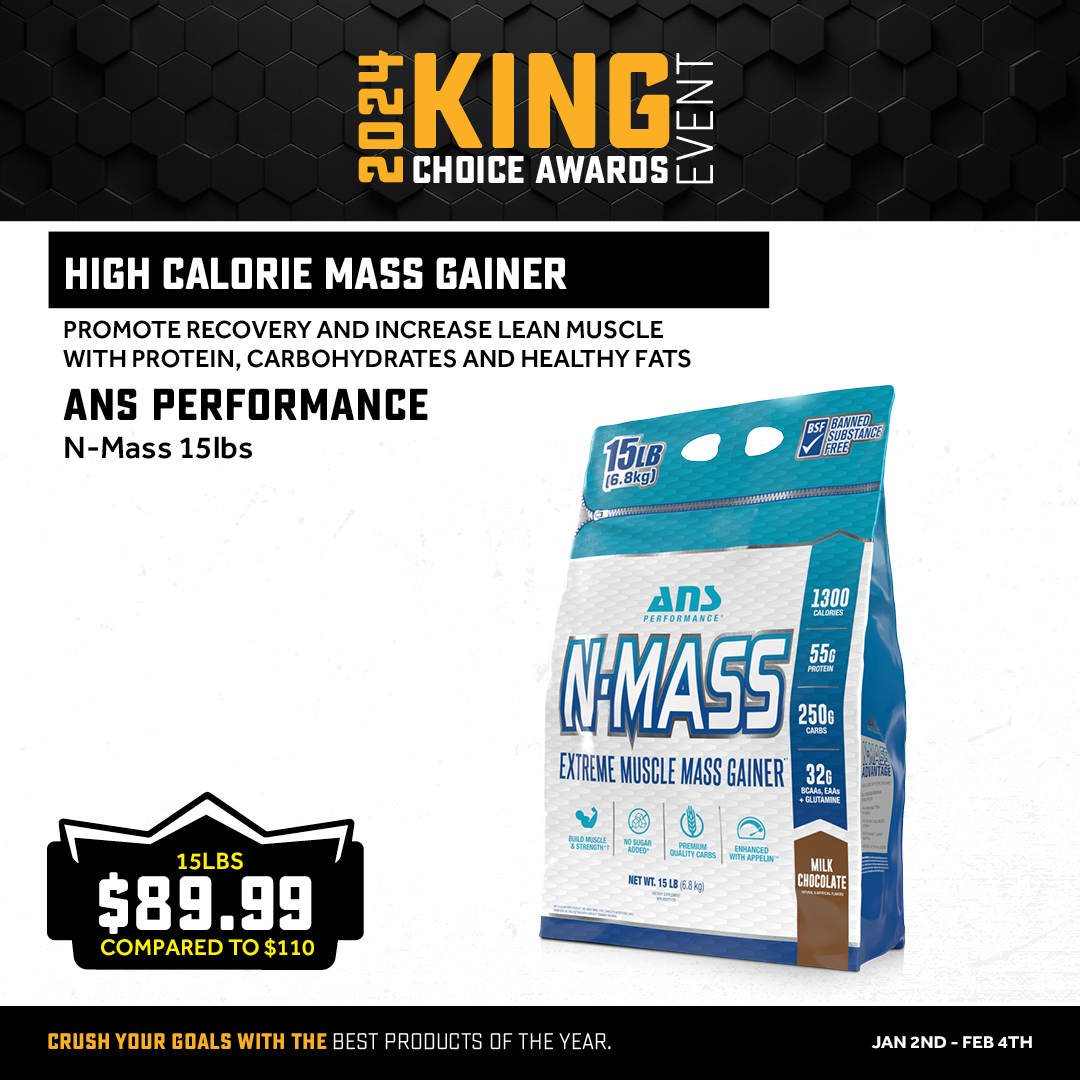 2024
KING
CHOICE AWARDS
EVENT
HIGH CALORIE MASS GAINER
PROMOTE RECOVERY AND INCREASE LEAN MUSCLE
WITH PROTEIN, CARBOHYDRATES AND HEALTHY FATS
ANS PERFORMANCE
N-Mass 15lbs
15LB
(6.8kg)
BSF
BANNED
SUBSTANCE
FREE
ANS
PERFORMANCE
N-MASS
EXTREME MUSCLE MASS GAINER
1300
CALORIES
55G
PROTEIN
250G
CARBS
32G
BCAAs, EAAs
+ GLUTAMINE
BUILD MUSCLE
& STRENGTH*†
NO SUGAR
ADDED*
PREMIUM
QUALITY CARBS
ENHANCED
WITH APPELIN™
MILK
CHOCOLATE
NET WT. 15 LB (6.8 kg)
ANS
N-MASS
ADVANTAGE
15LBS
$89.99
COMPARED TO $110
CRUSH YOUR GOALS WITH THE BEST PRODUCTS OF THE YEAR.
JAN 2ND - FEB 4TH